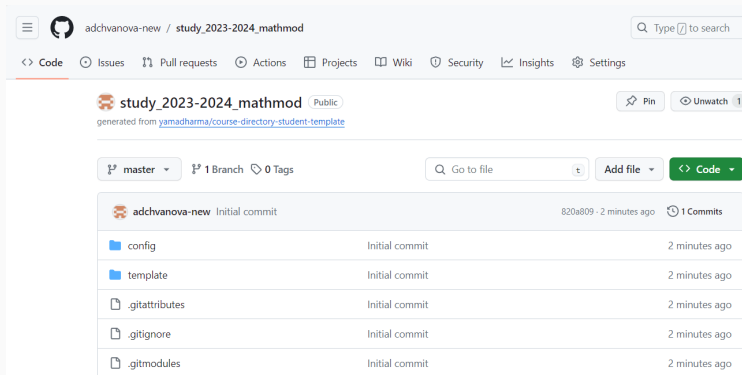 adchvanova-new / study_2023-2024_mathmod
Type / to search
Code Issues Pull requests Actions Projects Wiki Security Insights Settings
study_2023-2024_mathmod Public
Pin Unwatch 1
generated from yamadharma/course-directory-student-template
master 1 Branch 0 Tags Go to file t Add file Code
adchvanova-new Initial commit 820a809 · 2 minutes ago 1 Commits
config Initial commit 2 minutes ago
template Initial commit 2 minutes ago
.gitattributes Initial commit 2 minutes ago
.gitignore Initial commit 2 minutes ago
.gitmodules Initial commit 2 minutes ago